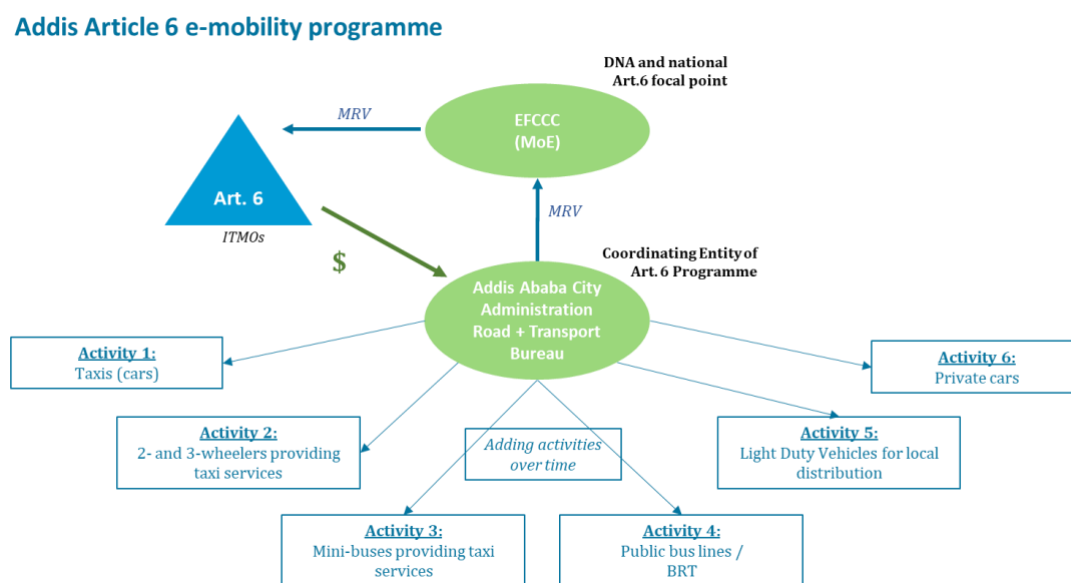 Addis Article 6 e-mobility programme
DNA and national
Art.6 focal point
MRV
EFCCC
(MoE)
Art. 6
ITMOs
MRV
$
Coordinating Entity of
Art. 6 Programme
Addis Ababa City
Administration
Road + Transport
Bureau
Activity 1:
Taxis (cars)
Activity 6:
Private cars
Activity 2:
2- and 3-wheelers providing
taxi services
Adding activities
over time
Activity 5:
Light Duty Vehicles for local
distribution
Activity 3:
Mini-buses providing taxi
services
Activity 4:
Public bus lines /
BRT